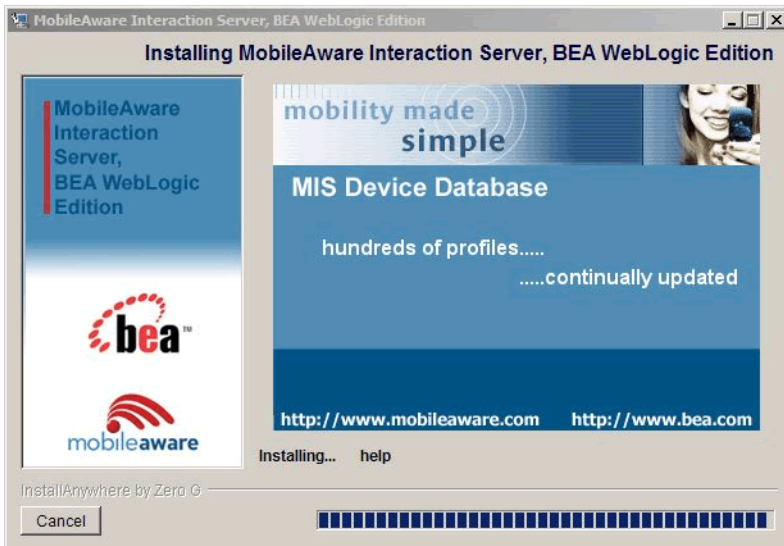 MobileAware Interaction Server, BEA WebLogic Edition
Installing MobileAware Interaction Server, BEA WebLogic Edition
MobileAware
Interaction
Server,
BEA WebLogic
Edition
bea™
mobileaware
mobility made
simple
MIS Device Database
hundreds of profiles.....
.....continually updated
http://www.mobileaware.com http://www.bea.com
Installing... help
InstallAnywhere by Zero G
Cancel